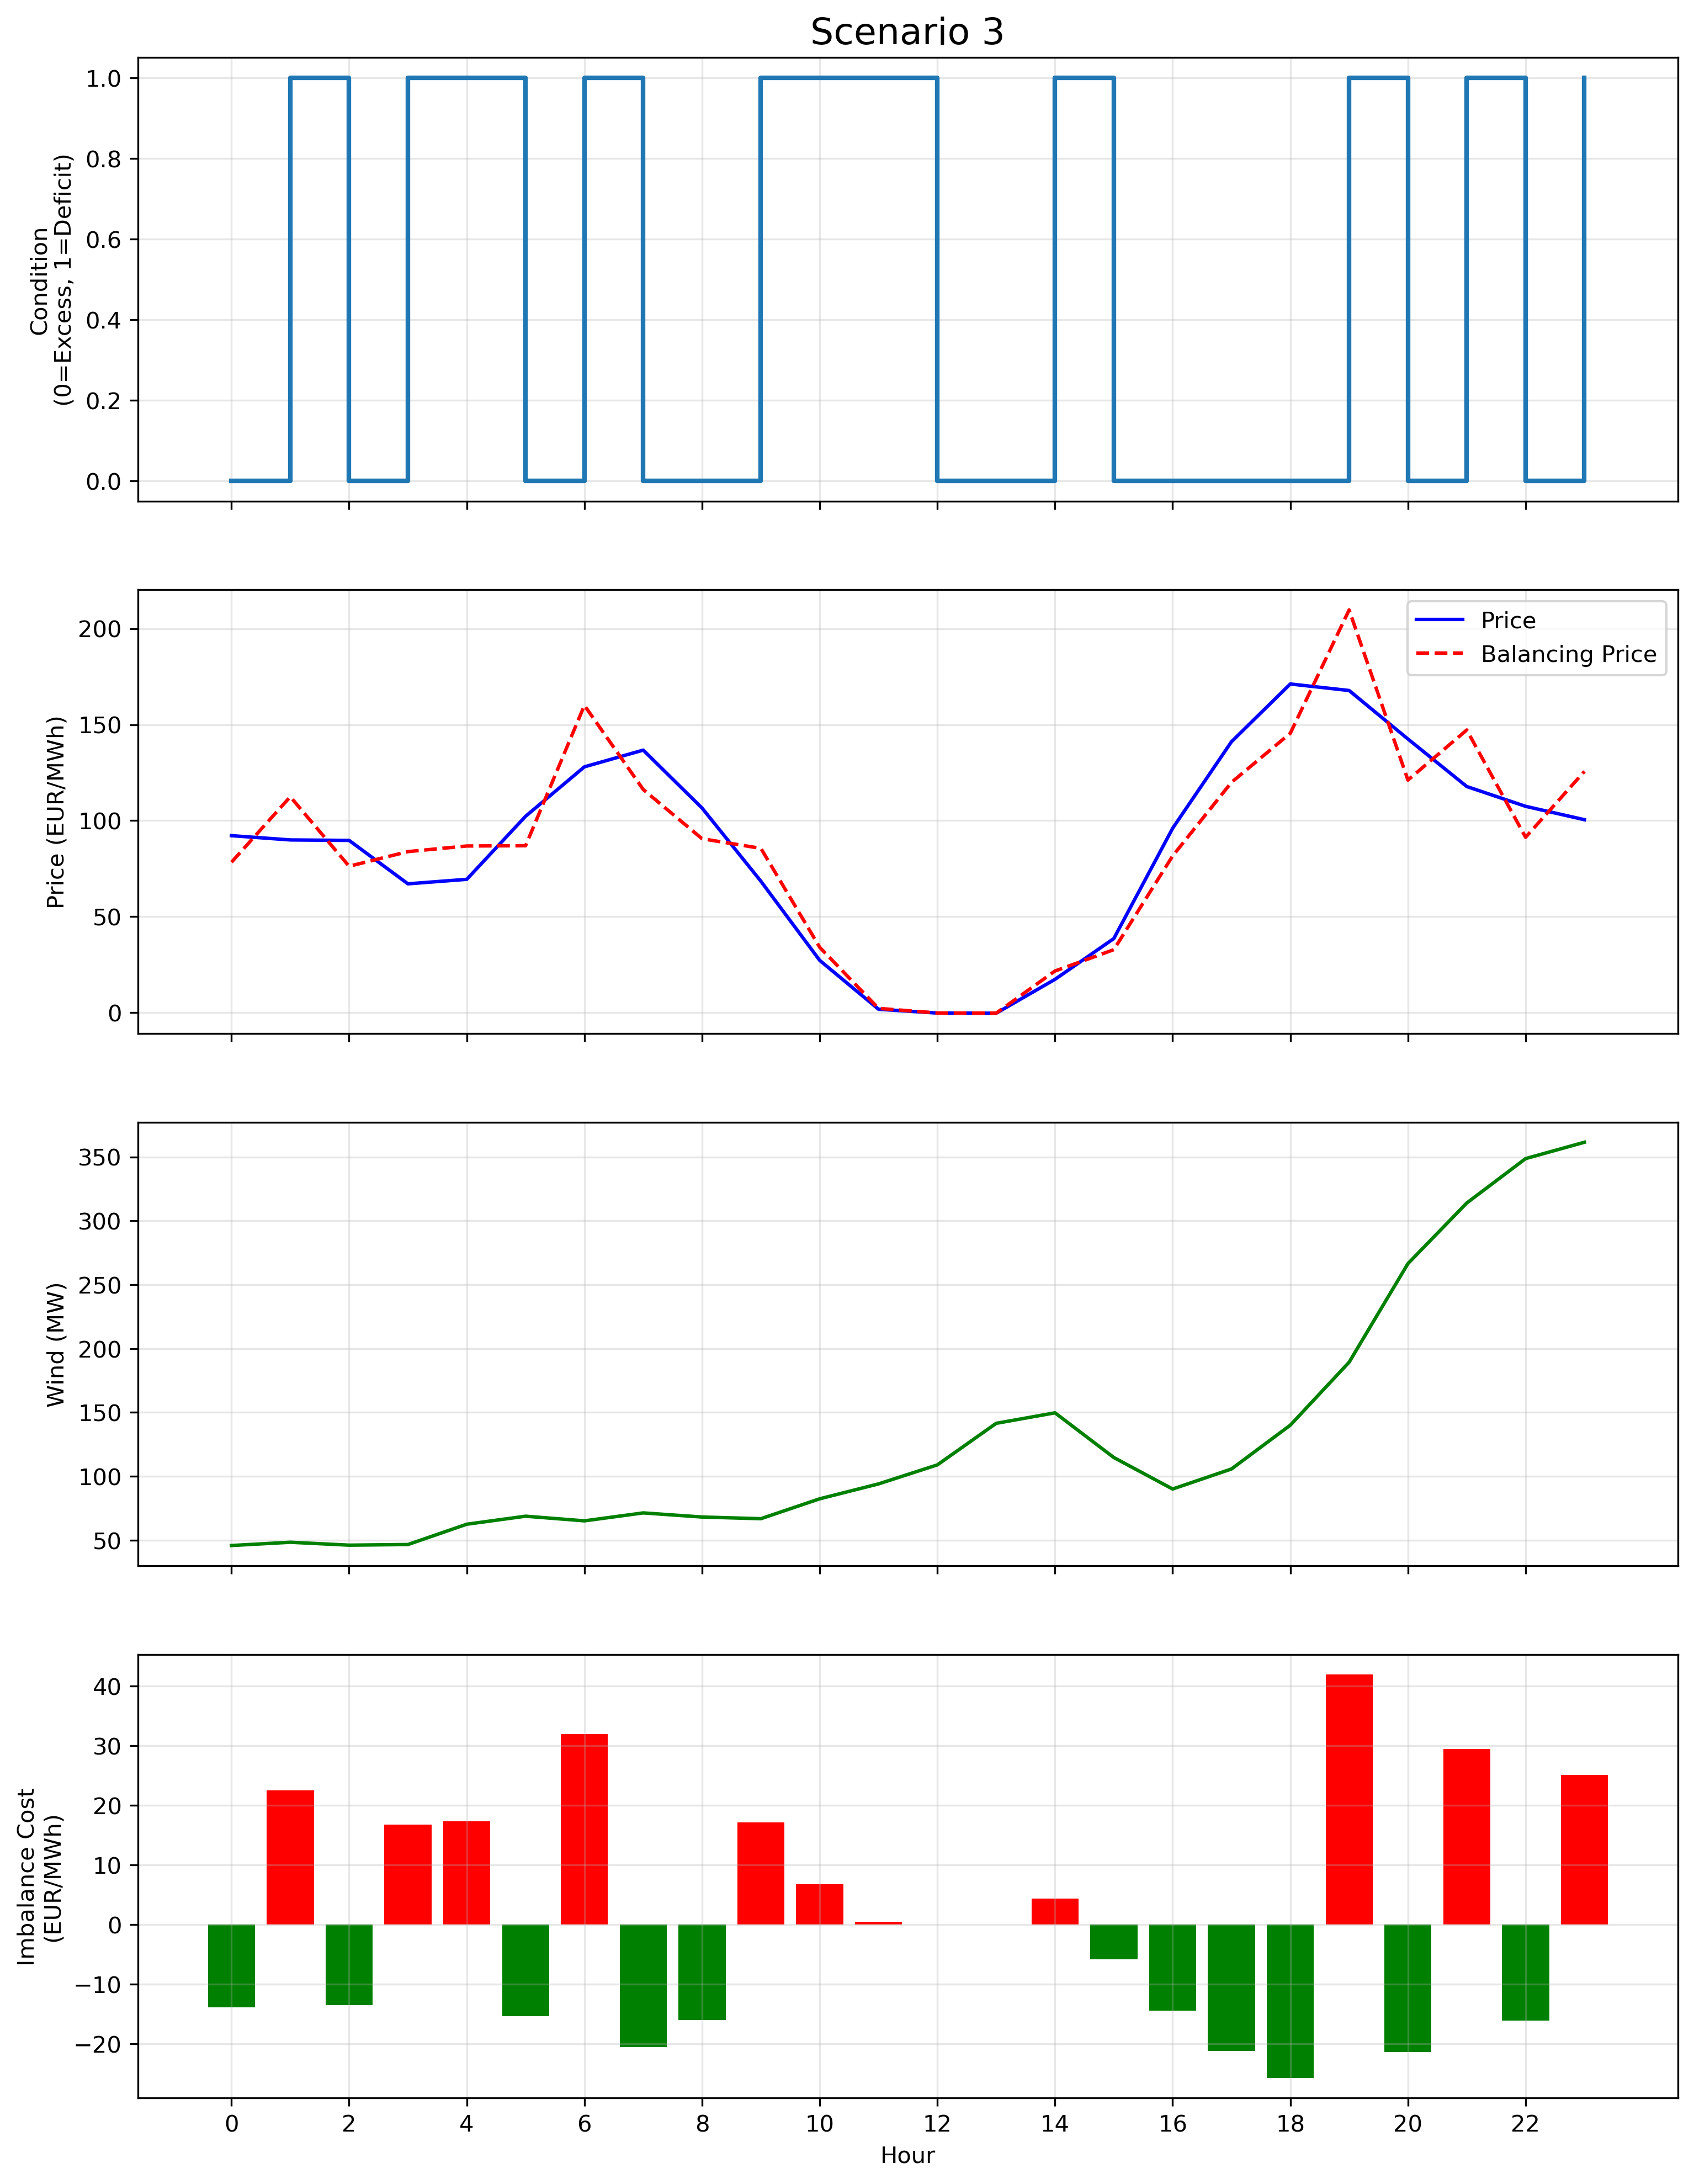 Scenario 3
Condition
(0=Excess, 1=Deficit)
1.0
0.8
0.6
0.4
0.2
0.0
Price (EUR/MWh)
200
150
100
50
0
Price
Balancing Price
Wind (MW)
350
300
250
200
150
100
50
Imbalance Cost
(EUR/MWh)
40
30
20
10
0
−10
−20
0 2 4 6 8 10 12 14 16 18 20 22
Hour